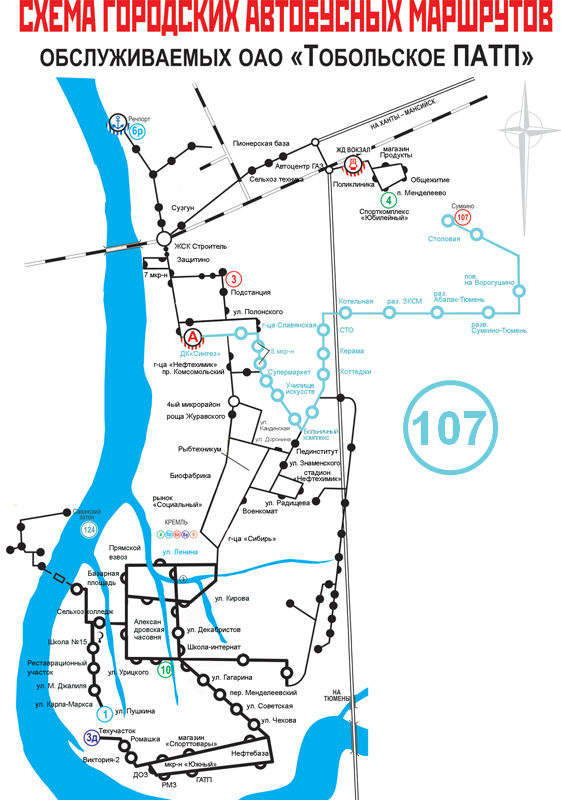 СХЕМА ГОРОДСКИХ АВТОБУСНЫХ МАРШРУТОВ
ОБСЛУЖИВАЕМЫХ ОАО «Тобольское ПАТП»
Речпорт
6р
НА ХАНТЫ – МАНСИЙСК
Пионерская база
Автоцентр ГАЗ
Сельхоз техника
ЖД ВОКЗАЛ
магазин
Продукты
Поликлиника
Общежитие
п. Менделеево
4
Спорткомплекс
"Юбилейный"
Сузгун
ЖСК Строитель
Защитино
7 мкр-н
3
Подстанция
ул. Полонского
Сумкино
107
Столовая
пов.
на Ворогушино
Котельная
раз. ЗКСМ
раз.
Абалак-Тюмень
разв.
Сумкино-Тюмень
г-ца Славянская
СТО
А
ДК«Синтез»
8 мкр-н
Керама
г-ца «Нефтехимик»
пр. Комсомольский
Супермаркет
Коттеджи
Училище
искусств
4ый микрорайон
роща Журавского
ул.
Кандинская
ул. Доронина
Больничный
комплекс
107
Рыбтехникум
Пединститут
ул. Знаменского
стадион
«Нефтехимик»
Биофабрика
рынок
«Социальный»
ул. Радищева
Военкомат
124
КРЕМЛЬ
г-ца «Сибирь»
ул. Ленина
Прямской
взвоз
Базарная
площадь
ул. Кирова
Сельхоз колледж
Алексан
дровская
часовня
ул. Декабристов
Школа №15
Школа-интернат
Реставрационный
участок
ул. Урицкого
10
ул. Гагарина
ул. М. Джалиля
пер. Менделеевский
ул. Карла-Маркса
1
ул. Пушкина
ул. Советская
НА
ТЮМЕНЬ
ул. Чехова
3д
Техучасток
Ромашка
магазин
«Спорттовары»
Нефтебаза
Виктория-2
мкр-н «Южный»
ДОЗ
РМЗ
ГАТП